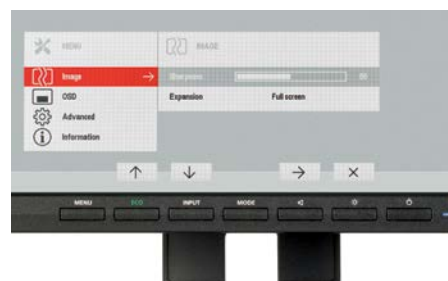 MENU
IMAGE
Image
Sharpness
OSD
Expansion
Full screen
Advanced
Information
MENU
ECO
INPUT
MODE